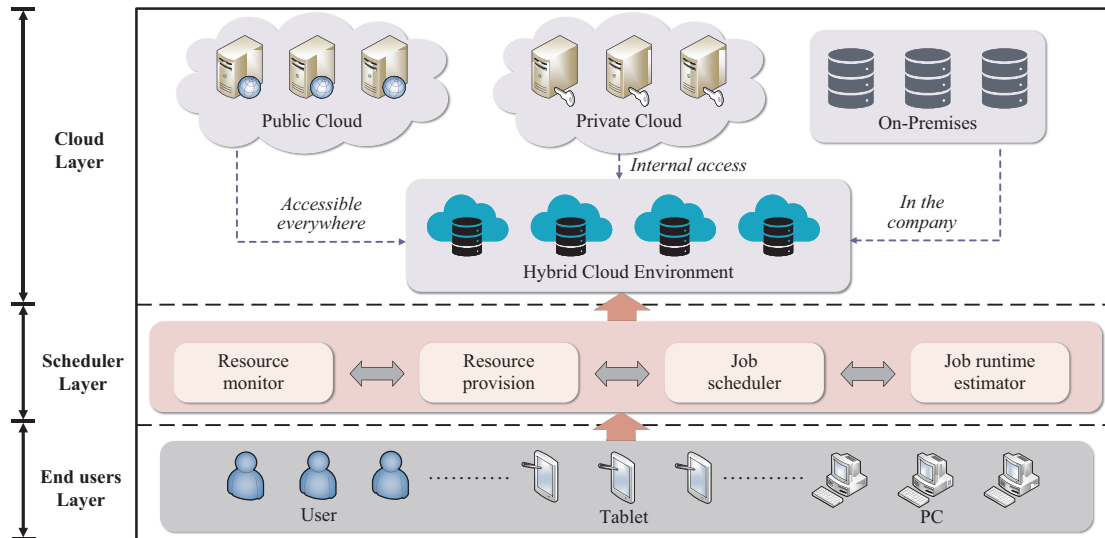 Cloud
Layer
Public Cloud
Private Cloud
On-Premises
Internal access
Accessible
everywhere
In the
company
Hybrid Cloud Environment
Scheduler
Layer
Resource
monitor
Resource
provision
Job
scheduler
Job runtime
estimator
End users
Layer
User
Tablet
PC